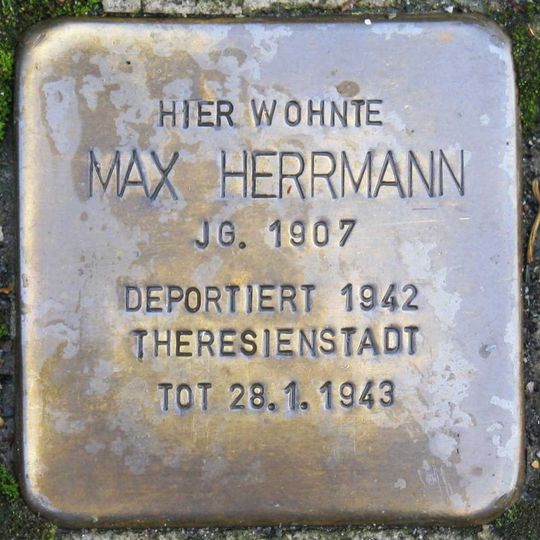 HIER WOHNTE
MAX HERRMANN
JG. 1907
DEPORTIERT 1942
THERESIENSTADT
TOT 28.1.1943